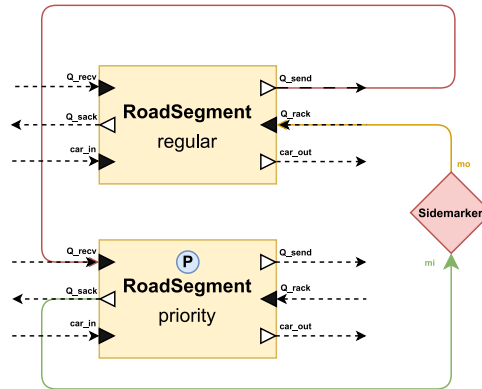 Q_recv
Q_send
Q_sack
RoadSegment
Q_rack
regular
car_in
car_out
mo
Sidemarker
Q_recv
P
Q_send
mi
Q_sack
RoadSegment
Q_rack
priority
car_in
car_out